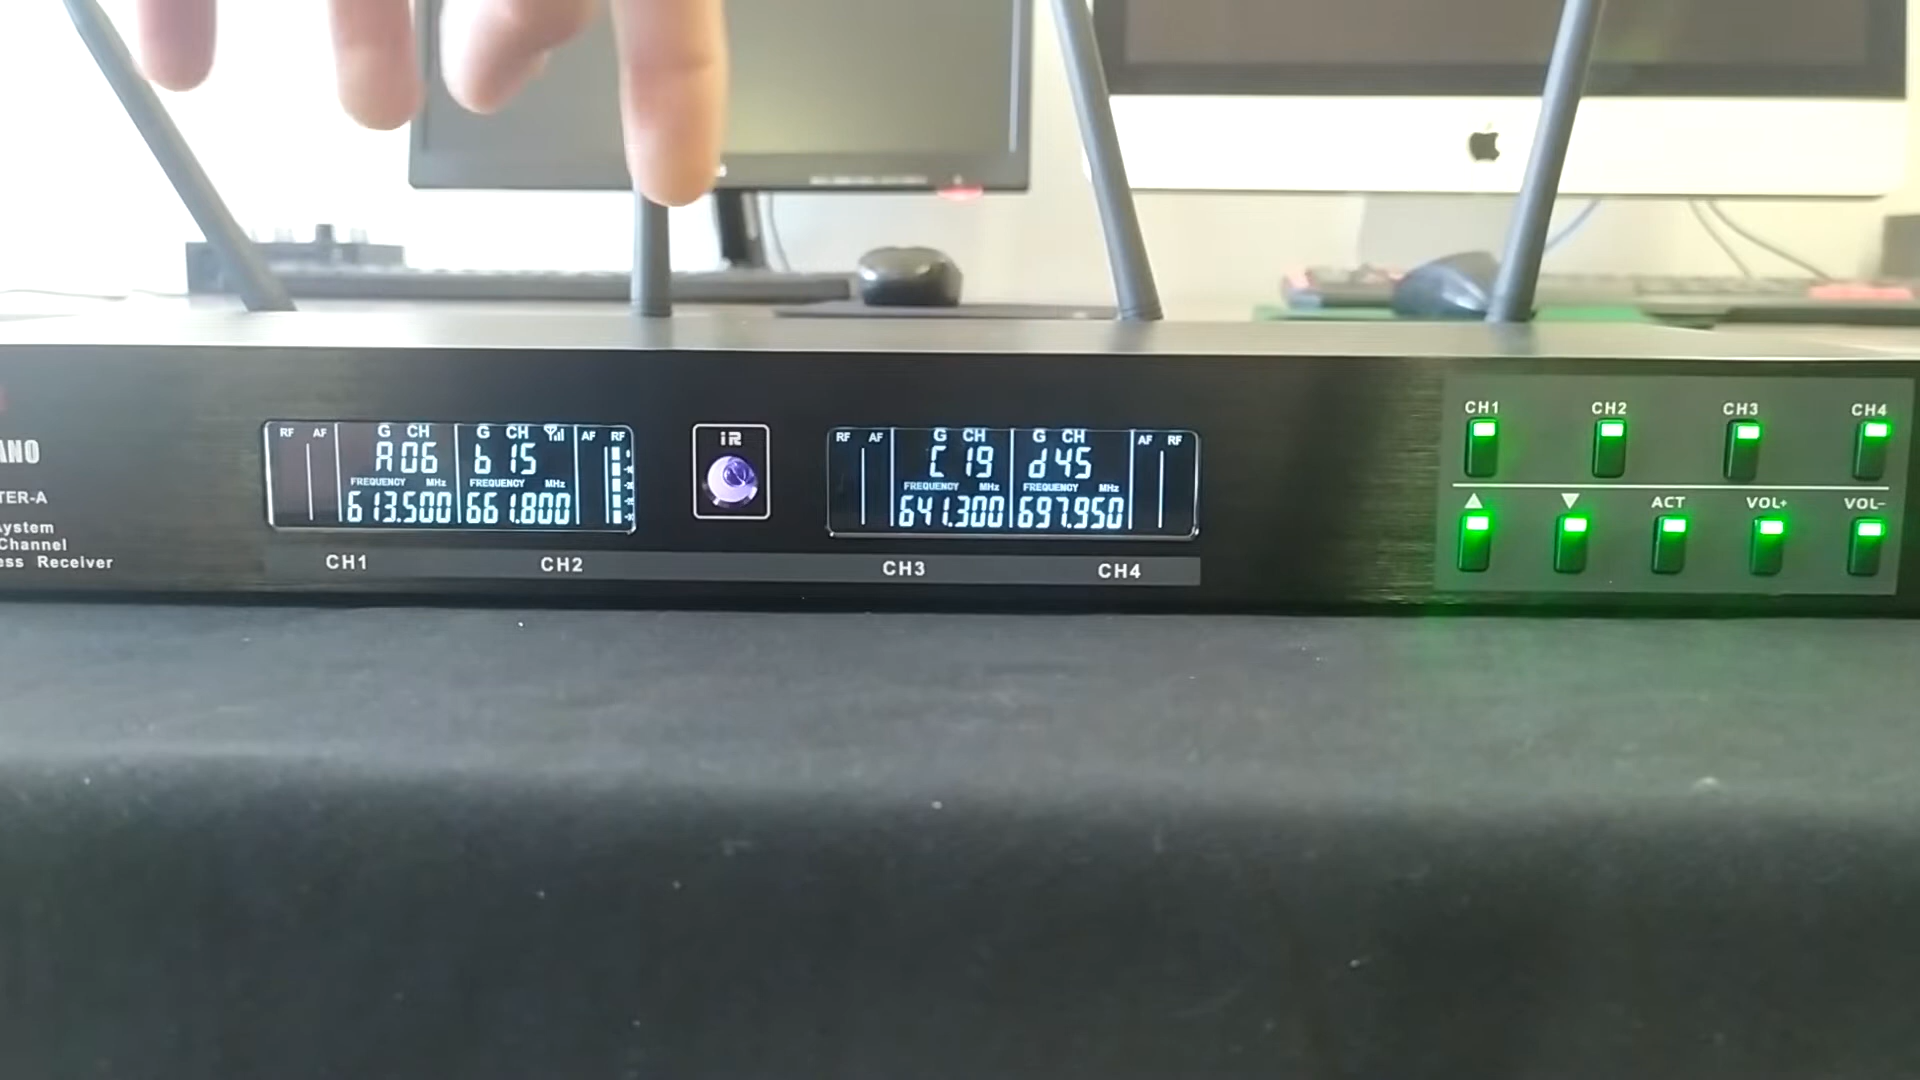 ANO
TER-A
ystem
Channel
ess Receiver
RF AF G CH G CH AF RF
A 06 b 15
FREQUENCY MHz FREQUENCY MHz
613.500 661.800
CH1 CH2
iR
RF AF G CH G CH AF RF
C 19 d 45
FREQUENCY MHz FREQUENCY MHz
641.300 697.950
CH3 CH4
CH1 CH2 CH3 CH4
▲ ▼ ACT VOL+ VOL-